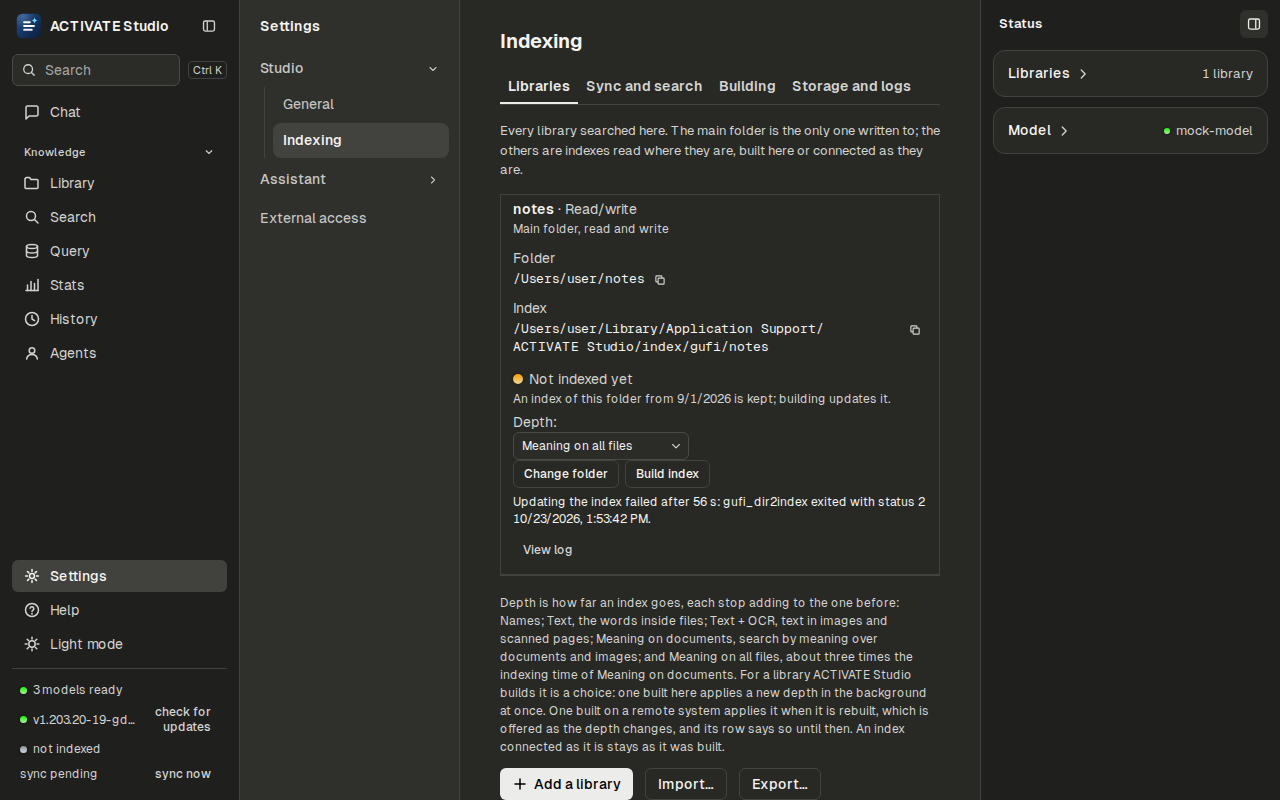 ACTIVATE Studio
Search
Ctrl K
Chat
Knowledge
Library
Search
Query
Stats
History
Agents
Settings
Help
Light mode
3 models ready
v1.203.20-19-gd…
check for updates
not indexed
sync pending
sync now
Settings
Studio
General
Indexing
Assistant
External access
Indexing
Libraries
Sync and search
Building
Storage and logs
Every library searched here. The main folder is the only one written to; the
others are indexes read where they are, built here or connected as they
are.
notes · Read/write
Main folder, read and write
Folder
/Users/user/notes
Index
/Users/user/Library/Application Support/
ACTIVATE Studio/index/gufi/notes
Not indexed yet
An index of this folder from 9/1/2026 is kept; building updates it.
Depth:
Meaning on all files
Change folder
Build index
Updating the index failed after 56 s: gufi_dir2index exited with status 2
10/23/2026, 1:53:42 PM.
View log
Depth is how far an index goes, each stop adding to the one before:
Names; Text, the words inside files; Text + OCR, text in images and
scanned pages; Meaning on documents, search by meaning over
documents and images; and Meaning on all files, about three times the
indexing time of Meaning on documents. For a library ACTIVATE Studio
builds it is a choice: one built here applies a new depth in the background
at once. One built on a remote system applies it when it is rebuilt, which is
offered as the depth changes, and its row says so until then. An index
connected as it is stays as it was built.
Add a library
Import…
Export…
Status
Libraries
1 library
Model
mock-model